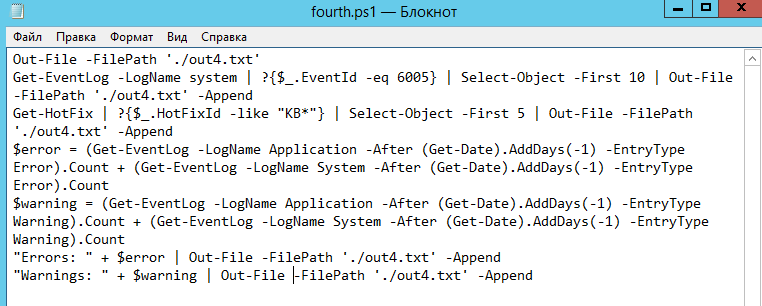 fourth.ps1 — Блокнот
Файл Правка Формат Вид Справка
Out-File -FilePath './out4.txt'
Get-EventLog -LogName system | ?{$_.EventId -eq 6005} | Select-Object -First 10 | Out-File
-FilePath './out4.txt' -Append
Get-HotFix | ?{$_.HotFixId -like "KB*"} | Select-Object -First 5 | Out-File -FilePath
'./out4.txt' -Append
$error = (Get-EventLog -LogName Application -After (Get-Date).AddDays(-1) -EntryType
Error).Count + (Get-EventLog -LogName System -After (Get-Date).AddDays(-1) -EntryType
Error).Count
$warning = (Get-EventLog -LogName Application -After (Get-Date).AddDays(-1) -EntryType
Warning).Count + (Get-EventLog -LogName System -After (Get-Date).AddDays(-1) -EntryType
Warning).Count
"Errors: " + $error | Out-File -FilePath './out4.txt' -Append
"Warnings: " + $warning | Out-File -FilePath './out4.txt' -Append